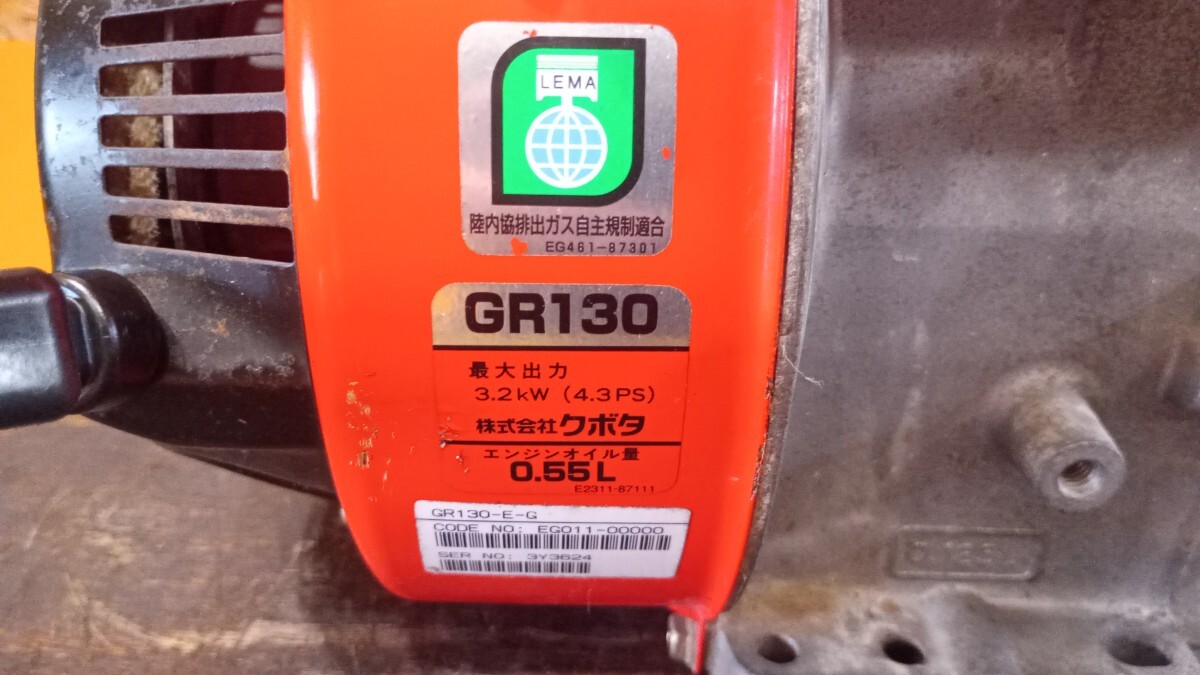 LEMA
陸内協排出ガス自主規制適合
EG461-87301
GR130
最大出力
3.2kW (4.3PS)
株式会社クボタ
エンジンオイル量
0.55L
E2311-87111
GR130-E-G
CODE NO: EG011-00000
SER NO: 3Y3624